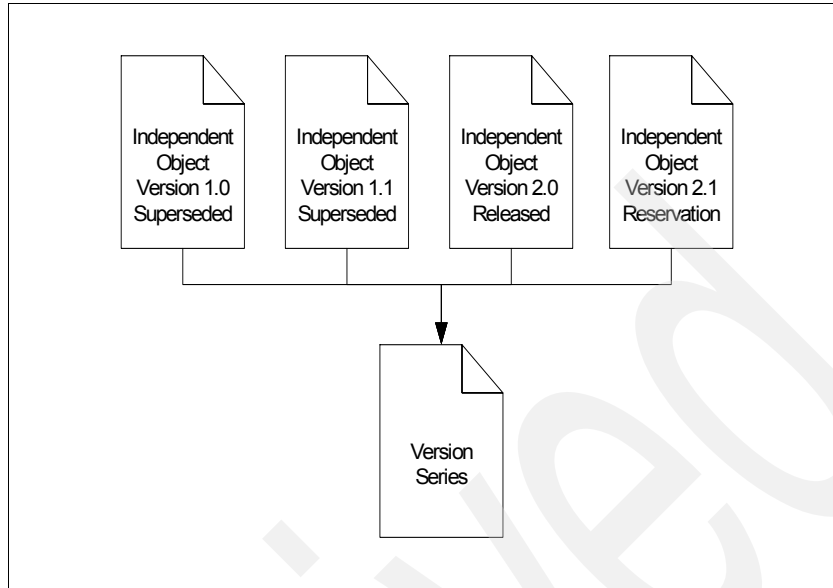 Independent
Object
Version 1.0
Superseded
Independent
Object
Version 1.1
Superseded
Independent
Object
Version 2.0
Released
Independent
Object
Version 2.1
Reservation
Version
Series